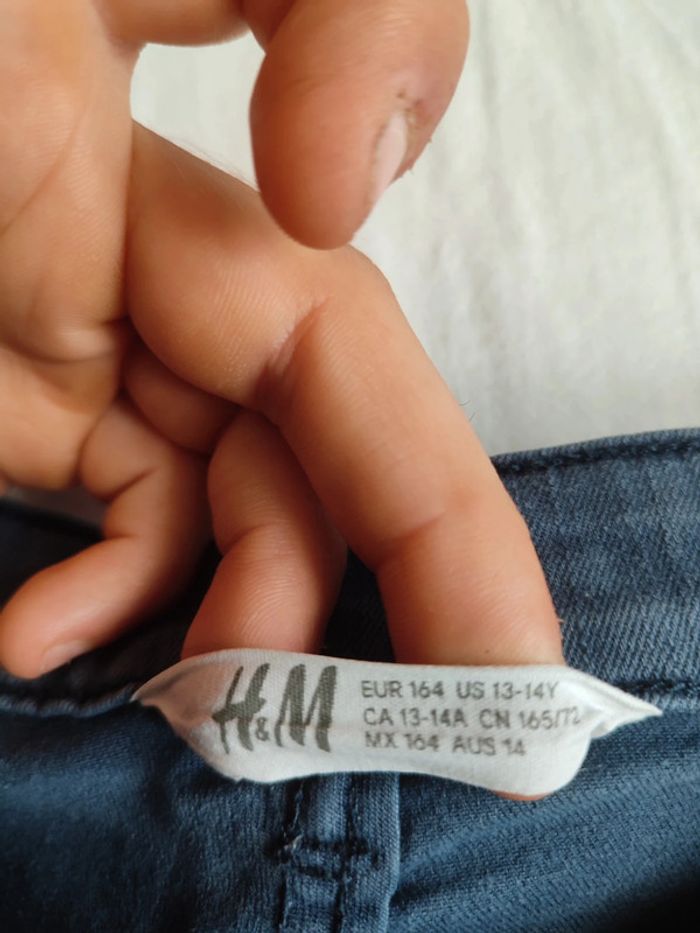 H&M
EUR 164 US 13-14Y
CA 13-14A CN 165/72
MX 164 AUS 14